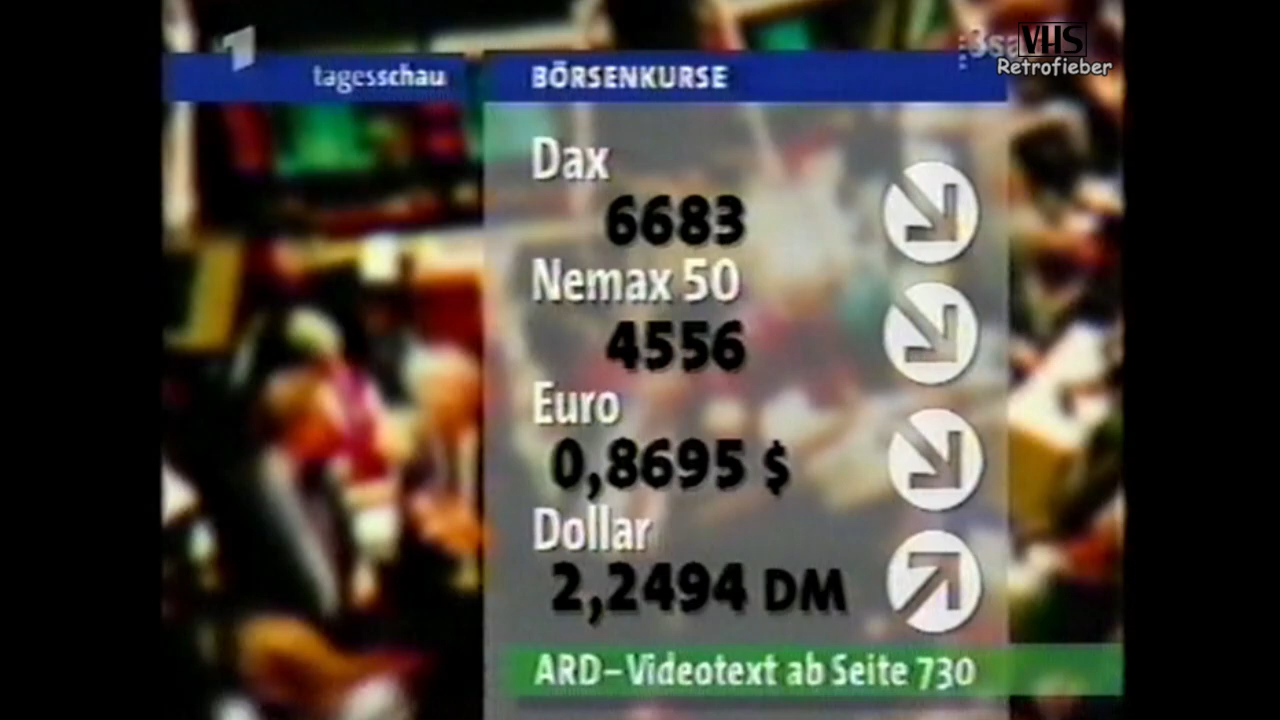 1
3sa
VHS
Retrofieber
tagesschau
BÖRSENKURSE
Dax
6683
Nemax 50
4556
Euro
0,8695 $
Dollar
2,2494 DM
ARD-Videotext ab Seite 730